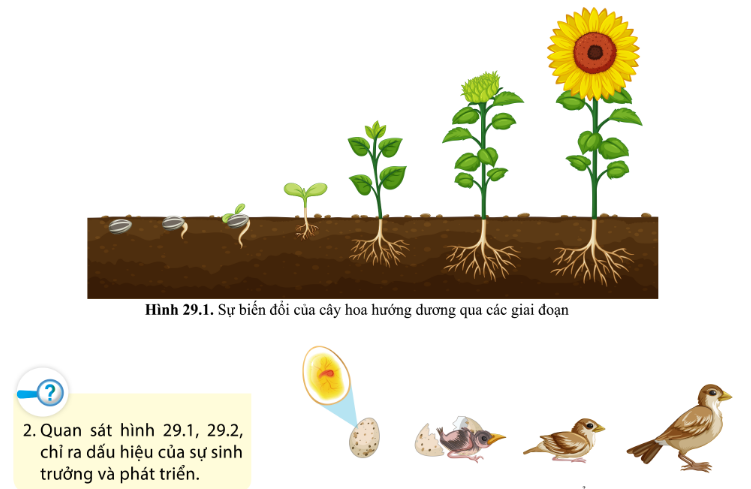 Hình 29.1. Sự biến đổi của cây hoa hướng dương qua các giai đoạn
?
2. Quan sát hình 29.1, 29.2,
chỉ ra dấu hiệu của sự sinh
trưởng và phát triển.